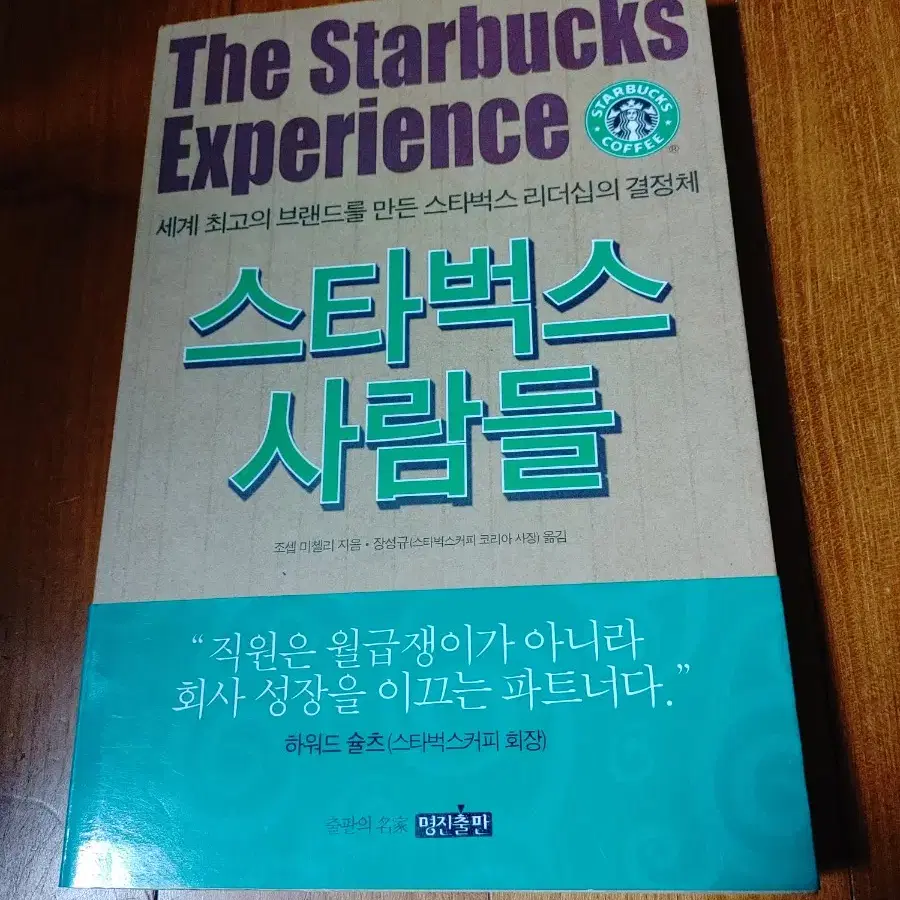 The Starbucks
Experience
STARBUCKS
COFFEE
®
세계 최고의 브랜드를 만든 스타벅스 리더십의 결정체
스타벅스
사람들
조셉 미첼리 지음 • 장성규(스타벅스커피 코리아 사장) 옮김
“직원은 월급쟁이가 아니라
회사 성장을 이끄는 파트너다.”
하워드 슐츠(스타벅스커피 회장)
출판의 名家 명진출판